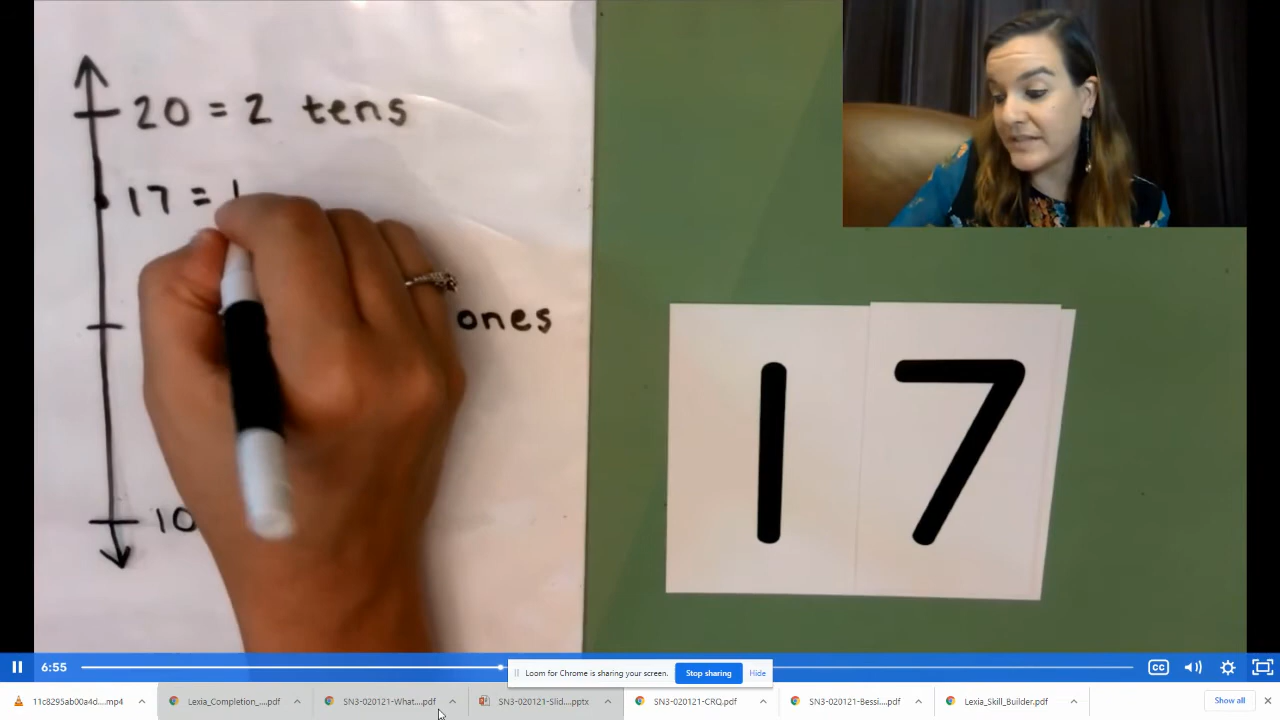 20 = 2 tens
17 = 1
ones
10
17
6:55
CC
Loom for Chrome is sharing your screen. Stop sharing Hide
11c8295ab00a4d....mp4 Lexia_Completion_...pdf SN3-020121-What....pdf SN3-020121-Slid....pptx SN3-020121-CRQ.pdf SN3-020121-Bessi....pdf Lexia_Skill_Builder.pdf Show all